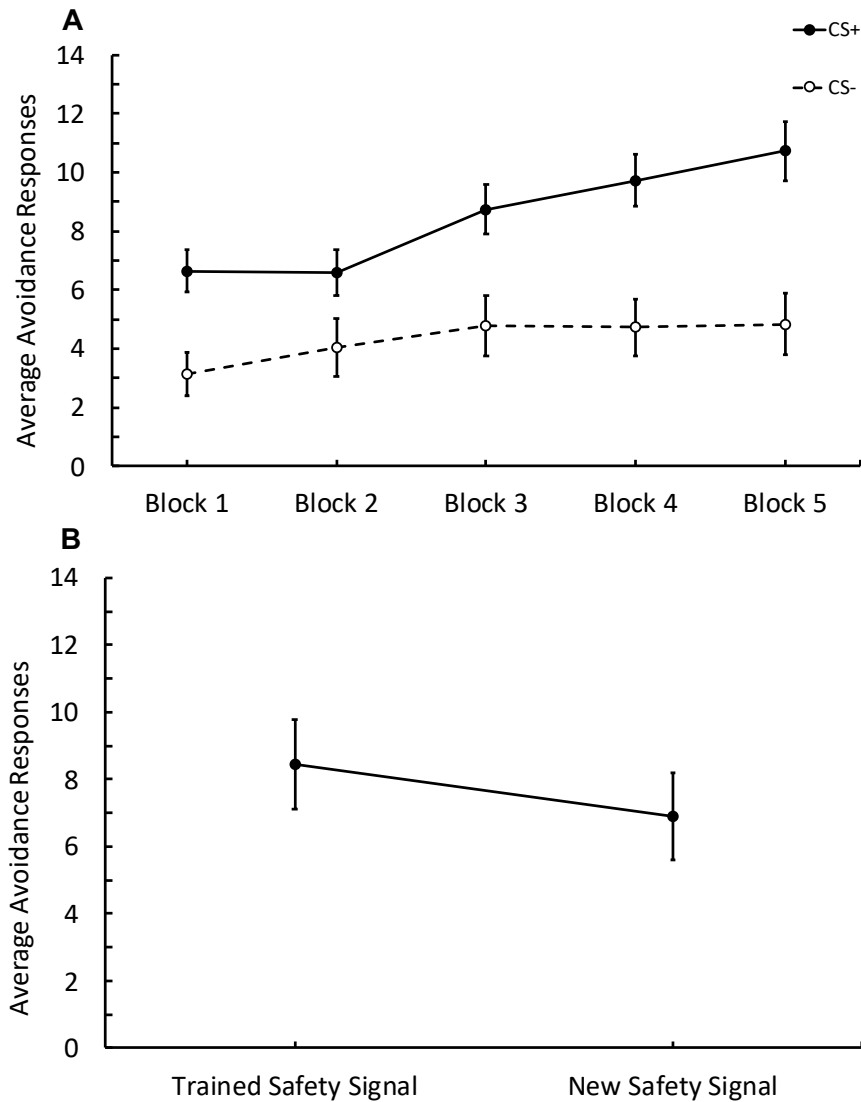 A
CS+
CS-
Average Avoidance Responses
14
12
10
8
6
4
2
0
Block 1 Block 2 Block 3 Block 4 Block 5
B
Average Avoidance Responses
14
12
10
8
6
4
2
0
Trained Safety Signal New Safety Signal